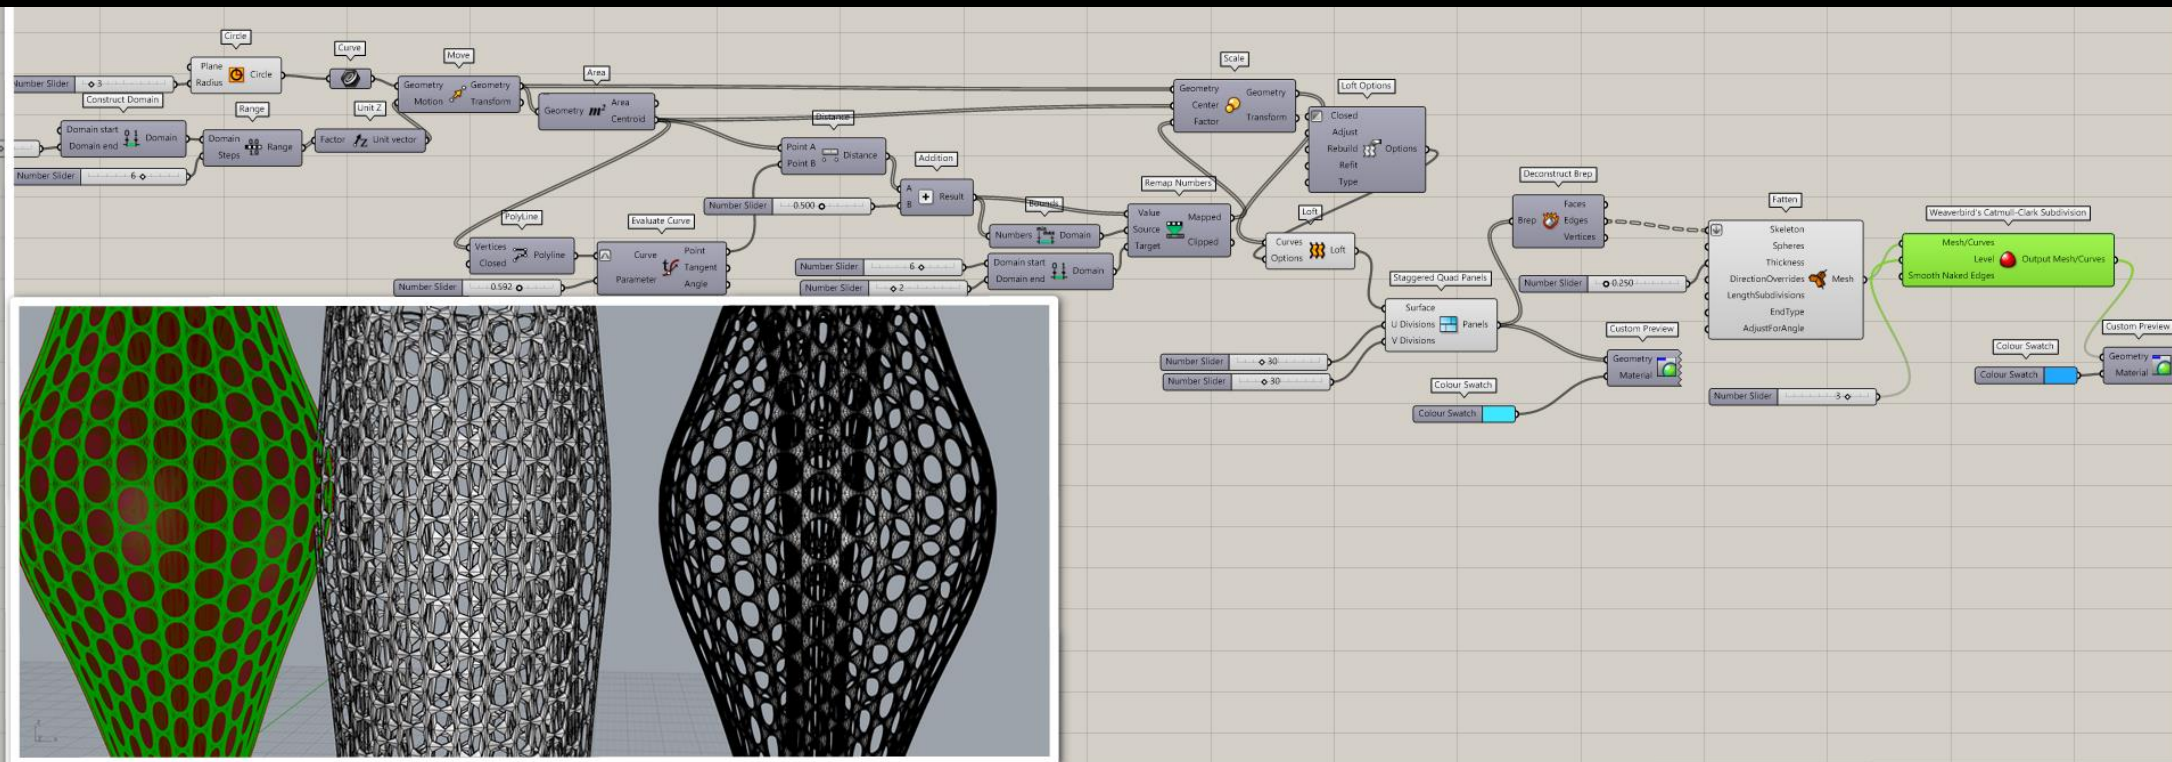 Circle
Plane
Radius
Circle
Number Slider 3
Curve
Move
Geometry
Motion
Geometry
Transform
Construct Domain
Domain start
Domain end
Domain
Range
Domain
Steps
Range
Unit Z
Factor
Unit vector
Number Slider 6
Area
Geometry
m²
Area
Centroid
Distance
Point A
Point B
Distance
Addition
A
B
Result
Number Slider 0.500
PolyLine
Vertices
Closed
Polyline
Evaluate Curve
Curve
Parameter
Point
Tangent
Angle
Number Slider 0.592
Bounds
Numbers
Domain
Number Slider 6
Number Slider 2
Domain start
Domain end
Domain
Remap Numbers
Value
Source
Target
Mapped
Clipped
Scale
Geometry
Center
Factor
Geometry
Transform
Loft Options
Closed
Adjust
Rebuild
Refit
Type
Options
Loft
Curves
Options
Loft
Staggered Quad Panels
Surface
U Divisions
V Divisions
Panels
Number Slider 30
Number Slider 30
Colour Swatch
Colour Swatch
Deconstruct Brep
Brep
Faces
Edges
Vertices
Number Slider 0.250
Custom Preview
Geometry
Material
Fatten
Skeleton
Spheres
Thickness
DirectionOverrides
LengthSubdivisions
EndType
AdjustForAngle
Mesh
Number Slider 3
Weaverbird's Catmull-Clark Subdivision
Mesh/Curves
Level
Smooth Naked Edges
Output Mesh/Curves
Colour Swatch
Colour Swatch
Custom Preview
Geometry
Material